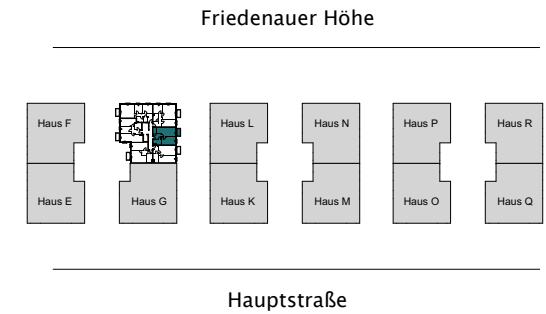 Friedenauer Höhe
Haus F
Haus L
Haus N
Haus P
Haus R
Haus E
Haus G
Haus K
Haus M
Haus O
Haus Q
Hauptstraße